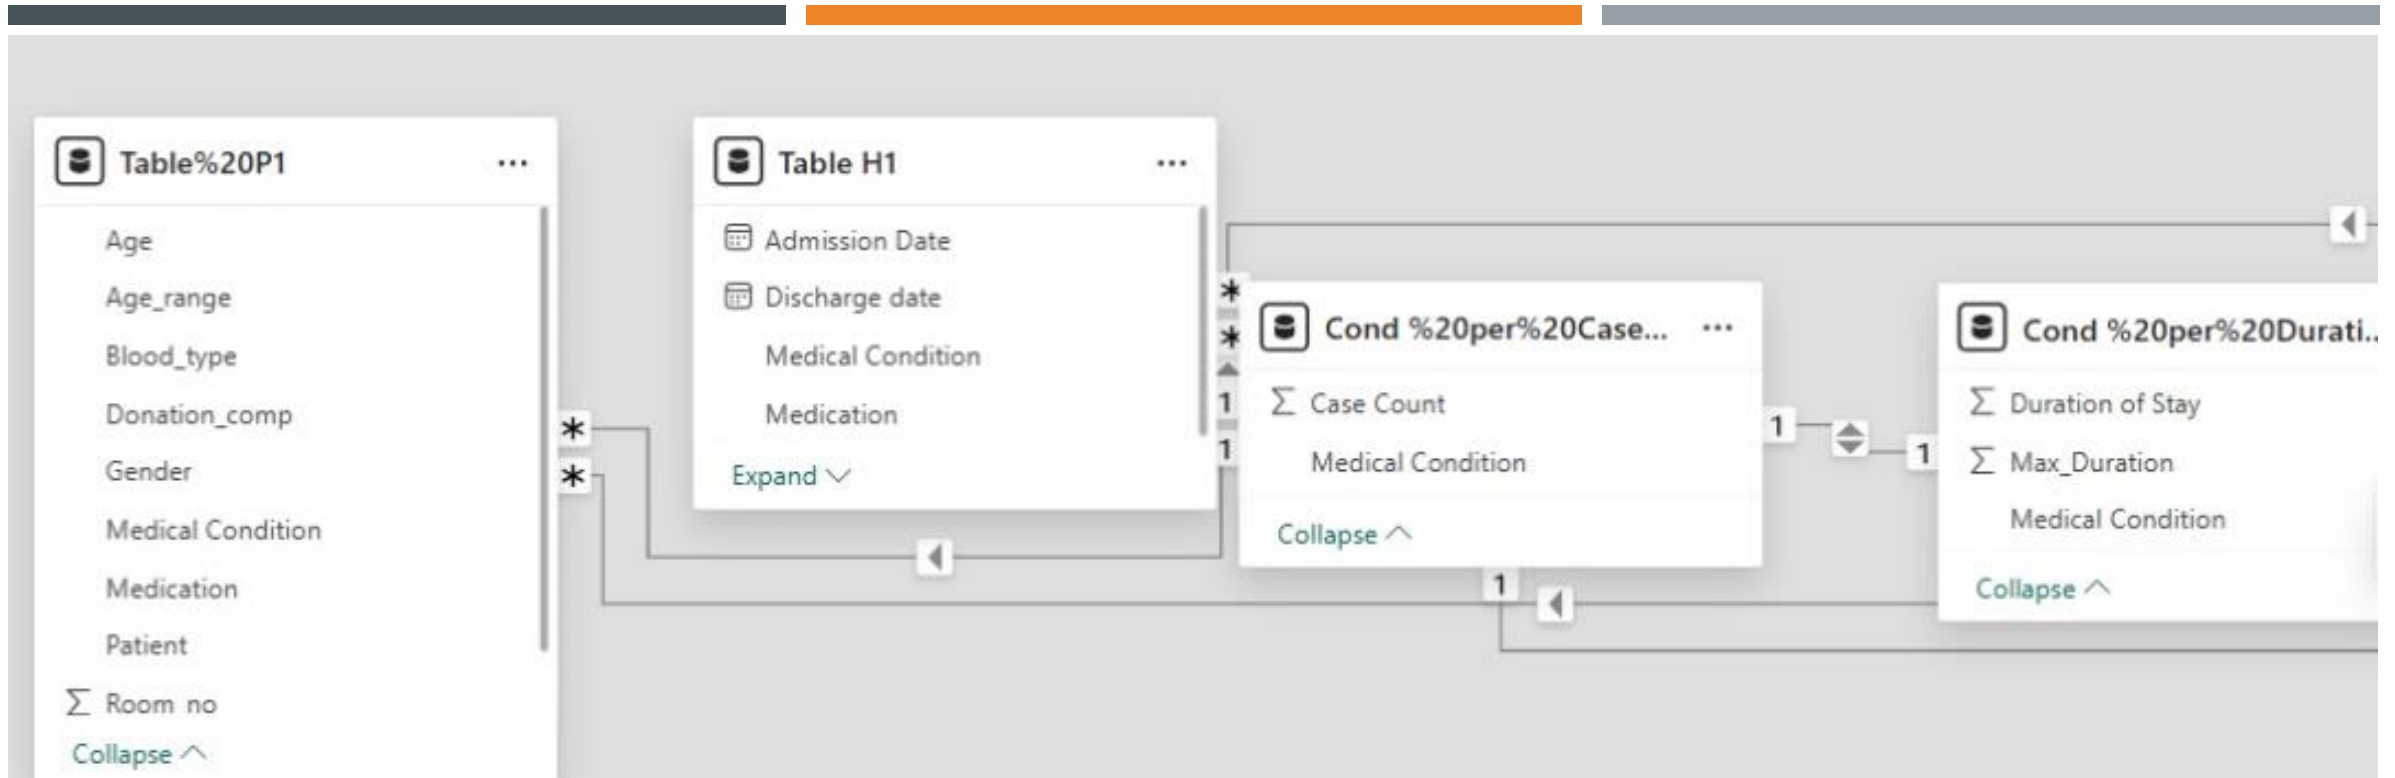 Table%20P1
Age
Age_range
Blood_type
Donation_comp
Gender
Medical Condition
Medication
Patient
Room no
Collapse
Table H1
Admission Date
Discharge date
Medical Condition
Medication
Expand
*
*
*
*
1
1
Cond %20per%20Case...
Case Count
Medical Condition
Collapse
1
1
1
Cond %20per%20Durati...
Duration of Stay
Max_Duration
Medical Condition
Collapse